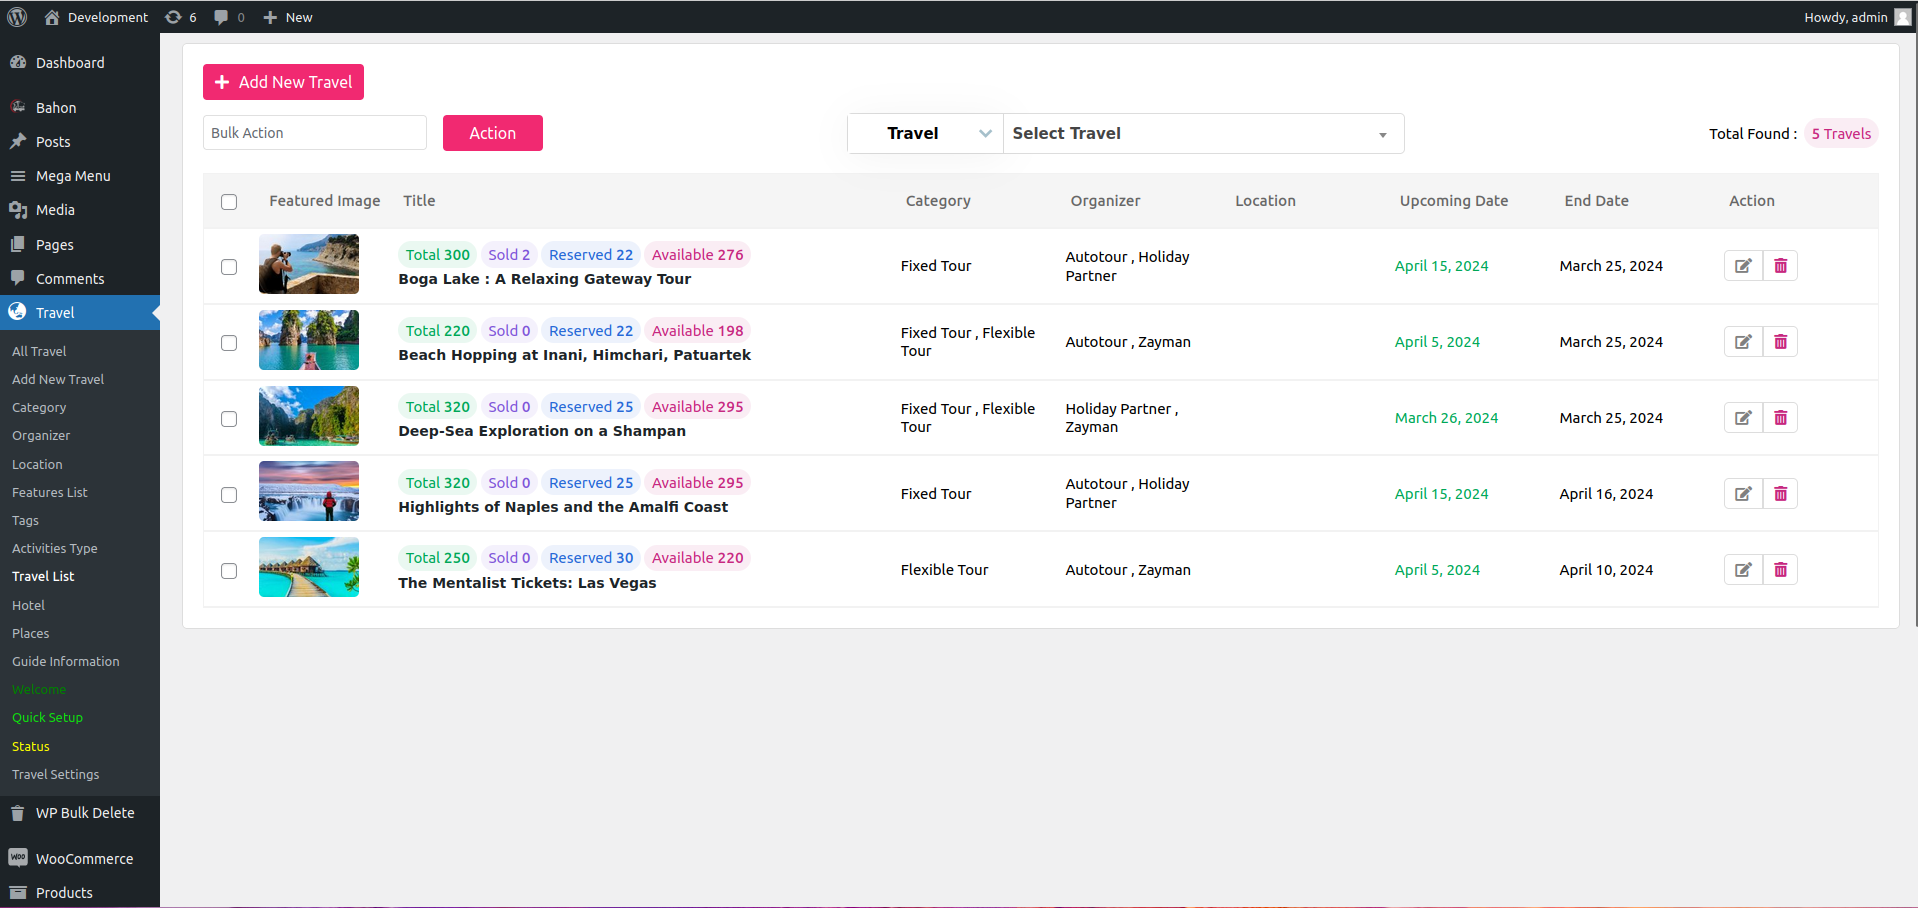 Development 6 0 New Howdy, admin
Dashboard
Bahon
Posts
Mega Menu
Media
Pages
Comments
Travel
All Travel
Add New Travel
Category
Organizer
Location
Features List
Tags
Activities Type
Travel List
Hotel
Places
Guide Information
Welcome
Quick Setup
Status
Travel Settings
WP Bulk Delete
WOO WooCommerce
Products
Add New Travel
Bulk Action Action Travel Select Travel Total Found : 5 Travels
Featured Image Title Category Organizer Location Upcoming Date End Date Action
Total 300 Sold 2 Reserved 22 Available 276
Boga Lake : A Relaxing Gateway Tour
Fixed Tour
Autotour , Holiday
Partner
April 15, 2024
March 25, 2024
Total 220 Sold 0 Reserved 22 Available 198
Beach Hopping at Inani, Himchari, Patuartek
Fixed Tour , Flexible
Tour
Autotour , Zayman
April 5, 2024
March 25, 2024
Total 320 Sold 0 Reserved 25 Available 295
Deep-Sea Exploration on a Shampan
Fixed Tour , Flexible
Tour
Holiday Partner ,
Zayman
March 26, 2024
March 25, 2024
Total 320 Sold 0 Reserved 25 Available 295
Highlights of Naples and the Amalfi Coast
Fixed Tour
Autotour , Holiday
Partner
April 15, 2024
April 16, 2024
Total 250 Sold 0 Reserved 30 Available 220
The Mentalist Tickets: Las Vegas
Flexible Tour
Autotour , Zayman
April 5, 2024
April 10, 2024